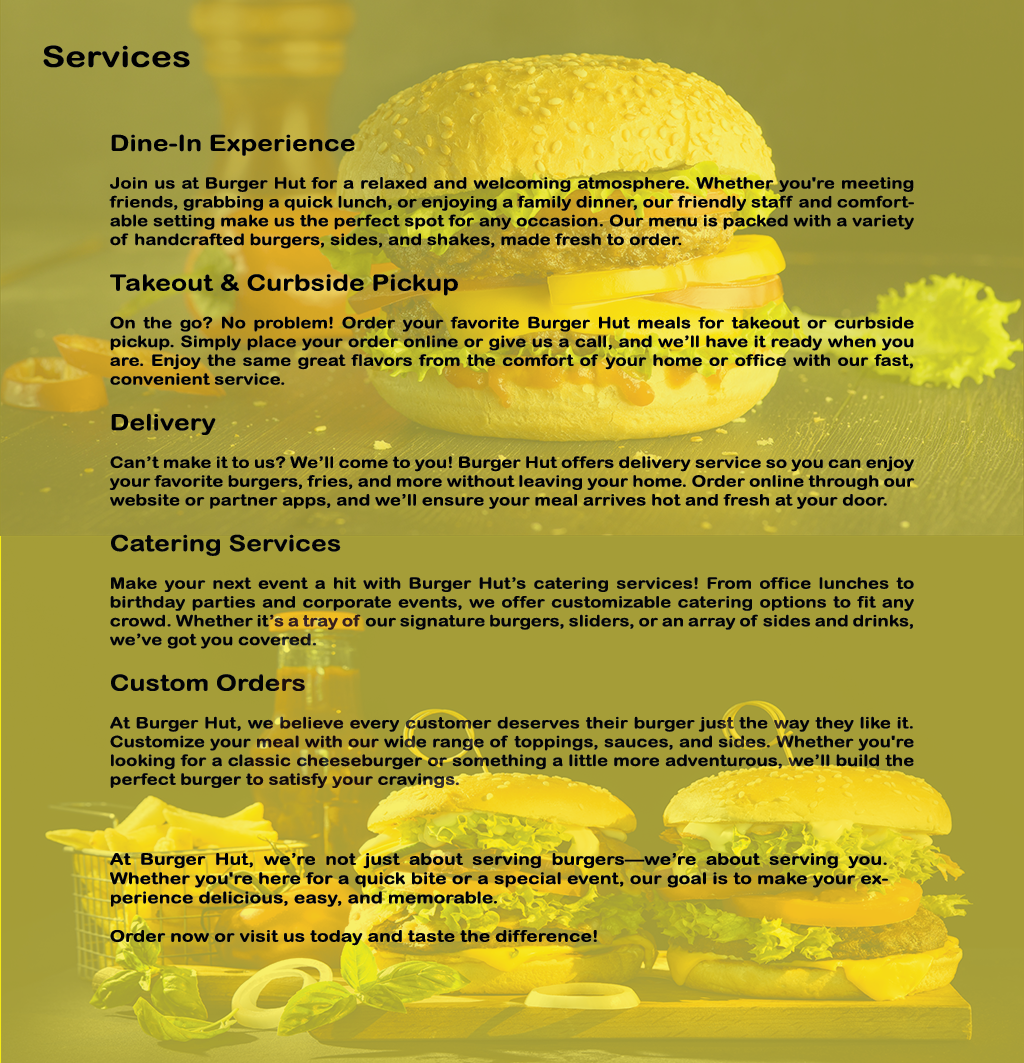 Services
Dine-In Experience
Join us at Burger Hut for a relaxed and welcoming atmosphere. Whether you're meeting
friends, grabbing a quick lunch, or enjoying a family dinner, our friendly staff and comfort-
able setting make us the perfect spot for any occasion. Our menu is packed with a variety
of handcrafted burgers, sides, and shakes, made fresh to order.
Takeout & Curbside Pickup
On the go? No problem! Order your favorite Burger Hut meals for takeout or curbside
pickup. Simply place your order online or give us a call, and we’ll have it ready when you
are. Enjoy the same great flavors from the comfort of your home or office with our fast,
convenient service.
Delivery
Can’t make it to us? We’ll come to you! Burger Hut offers delivery service so you can enjoy
your favorite burgers, fries, and more without leaving your home. Order online through our
website or partner apps, and we’ll ensure your meal arrives hot and fresh at your door.
Catering Services
Make your next event a hit with Burger Hut’s catering services! From office lunches to
birthday parties and corporate events, we offer customizable catering options to fit any
crowd. Whether it’s a tray of our signature burgers, sliders, or an array of sides and drinks,
we’ve got you covered.
Custom Orders
At Burger Hut, we believe every customer deserves their burger just the way they like it.
Customize your meal with our wide range of toppings, sauces, and sides. Whether you're
looking for a classic cheeseburger or something a little more adventurous, we’ll build the
perfect burger to satisfy your cravings.
At Burger Hut, we’re not just about serving burgers—we’re about serving you.
Whether you're here for a quick bite or a special event, our goal is to make your ex-
perience delicious, easy, and memorable.
Order now or visit us today and taste the difference!